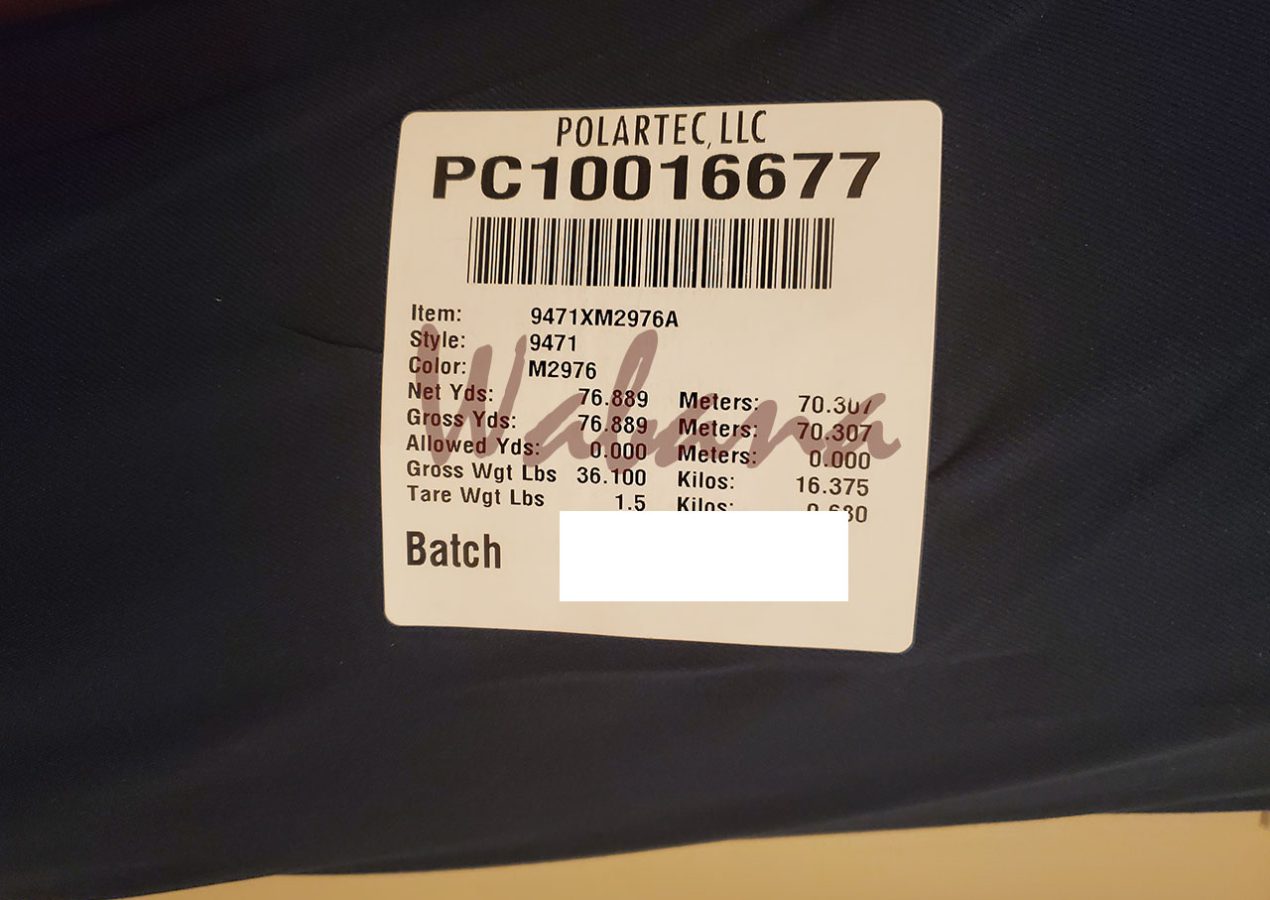 POLARTEC, LLC
PC10016677
Item: 9471XM2976A
Style: 9471
Color: M2976
Net Yds: 76.889 Meters: 70.307
Gross Yds: 76.889 Meters: 70.307
Allowed Yds: 0.000 Meters: 0.000
Gross Wgt Lbs 36.100 Kilos: 16.375
Tare Wgt Lbs 1.5 Kilos: 0.680
Batch
Wabana